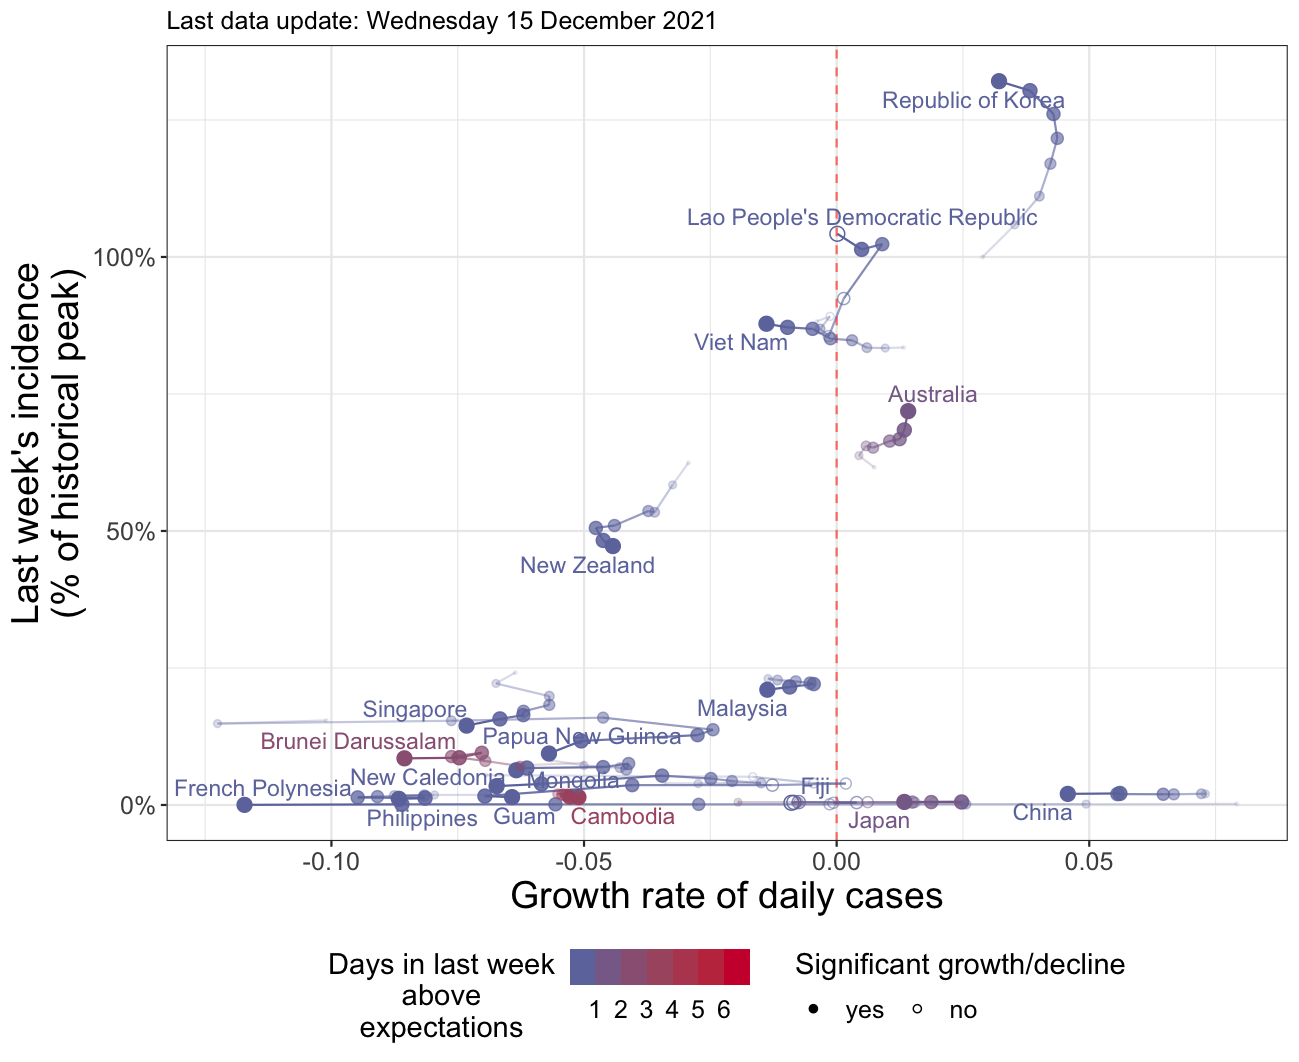 Last data update: Wednesday 15 December 2021
Last week's incidence
(% of historical peak)
100%
50%
0%
Republic of Korea
Lao People's Democratic Republic
Viet Nam
Australia
New Zealand
Singapore
Malaysia
Brunei Darussalam
Papua New Guinea
French Polynesia
New Caledonia
Mongolia
Fiji
Philippines
Guam
Cambodia
Japan
China
-0.10
-0.05
0.00
0.05
Growth rate of daily cases
Days in last week
above
expectations
1 2 3 4 5 6
Significant growth/decline
yes
no